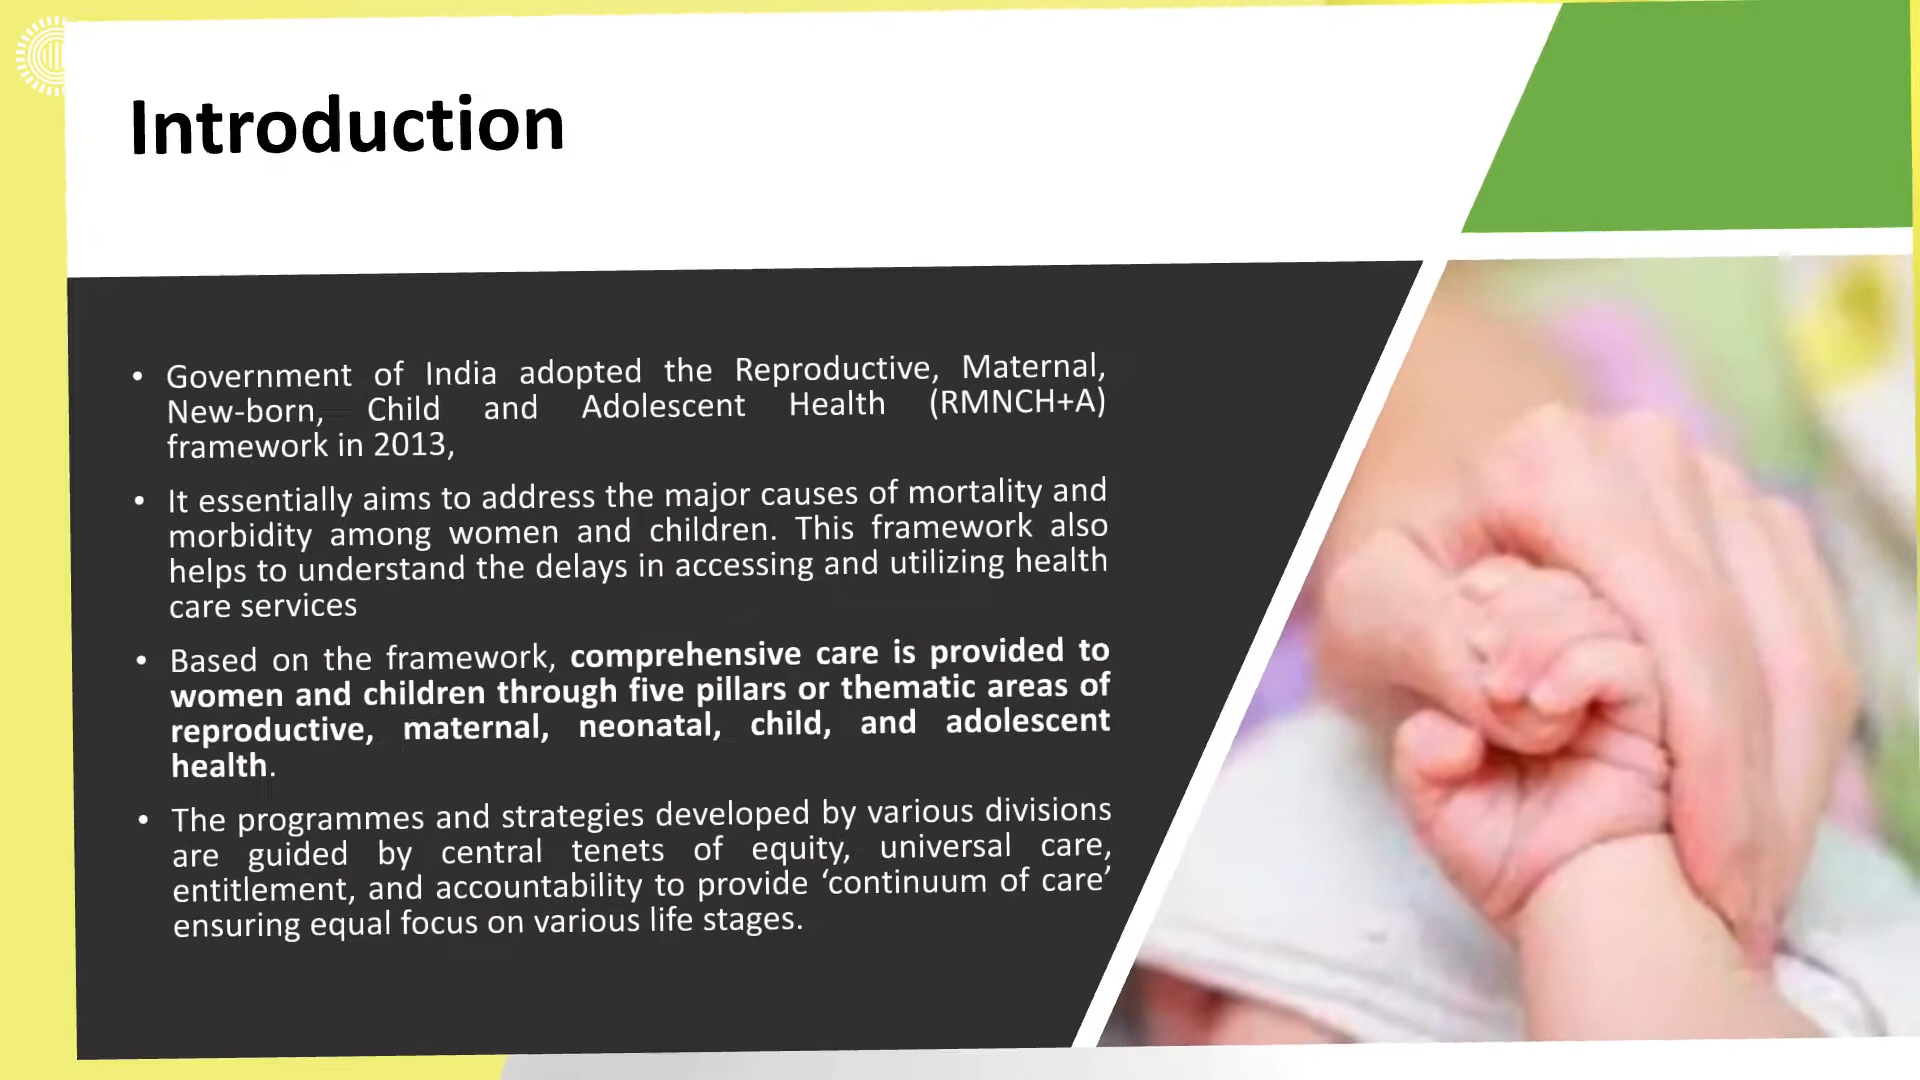 Introduction
• Government of India adopted the Reproductive, Maternal,
New-born, Child and Adolescent Health (RMNCH+A)
framework in 2013,
• It essentially aims to address the major causes of mortality and
morbidity among women and children. This framework also
helps to understand the delays in accessing and utilizing health
care services
• Based on the framework, comprehensive care is provided to
women and children through five pillars or thematic areas of
reproductive, maternal, neonatal, child, and adolescent
health.
• The programmes and strategies developed by various divisions
are guided by central tenets of equity, universal care,
entitlement, and accountability to provide ‘continuum of care’
ensuring equal focus on various life stages.